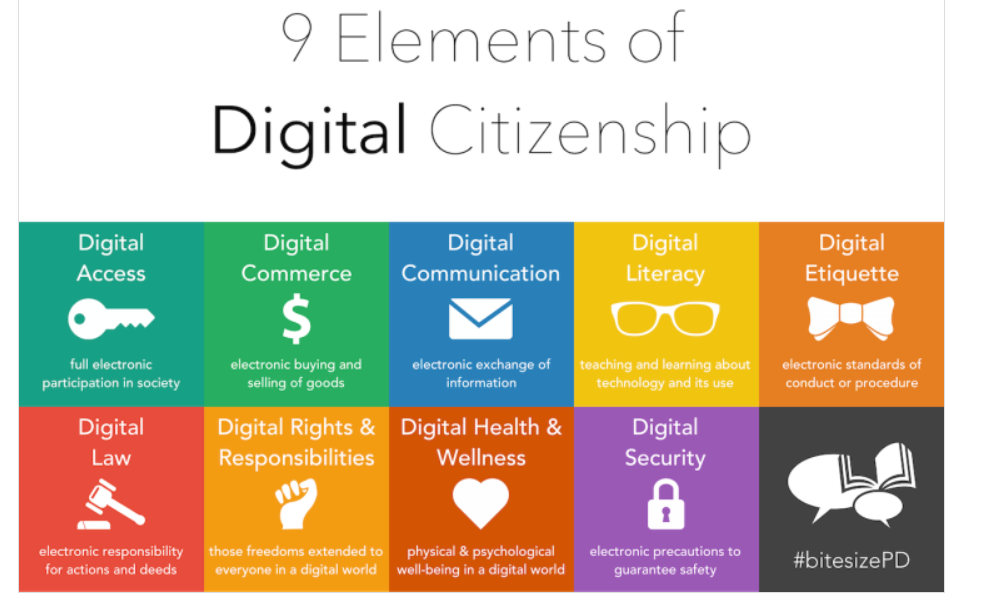 9 Elements of
Digital Citizenship
Digital
Access
full electronic
participation in society
Digital
Commerce
$
electronic buying and
selling of goods
Digital
Communication
electronic exchange of
information
Digital
Literacy
teaching and learning about
technology and its use
Digital
Etiquette
electronic standards of
conduct or procedure
Digital
Law
electronic responsibility
for actions and deeds
Digital Rights &
Responsibilities
those freedoms extended to
everyone in a digital world
Digital Health &
Wellness
physical & psychological
well-being in a digital world
Digital
Security
electronic precautions to
guarantee safety
#bitesizePD